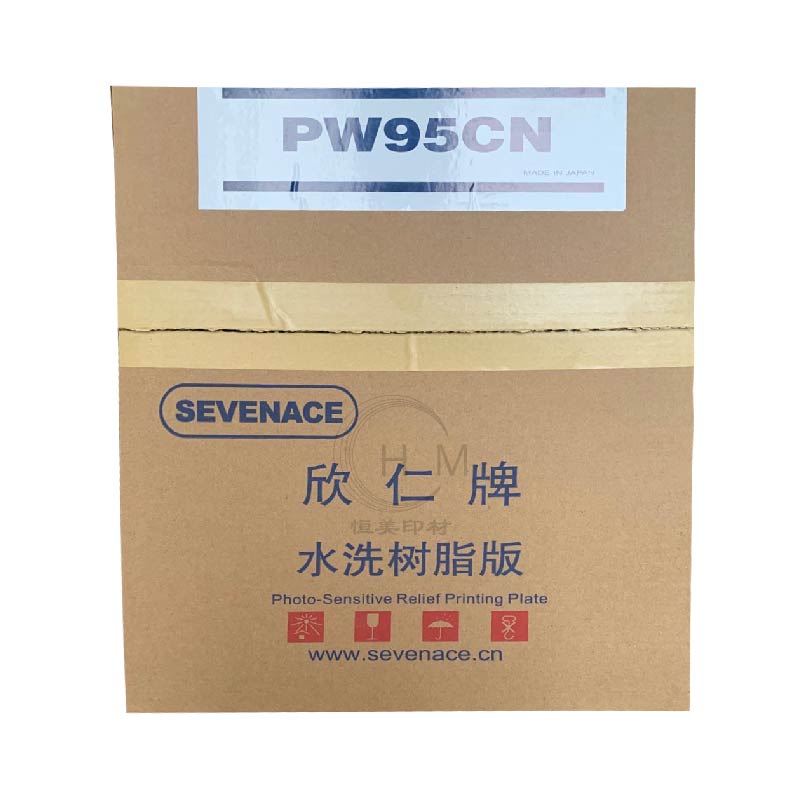 PW95CN
MADE IN JAPAN
SEVENACE
H M
欣仁牌
恒美印材
水洗树脂版
Photo-Sensitive Relief Printing Plate
www.sevenace.cn